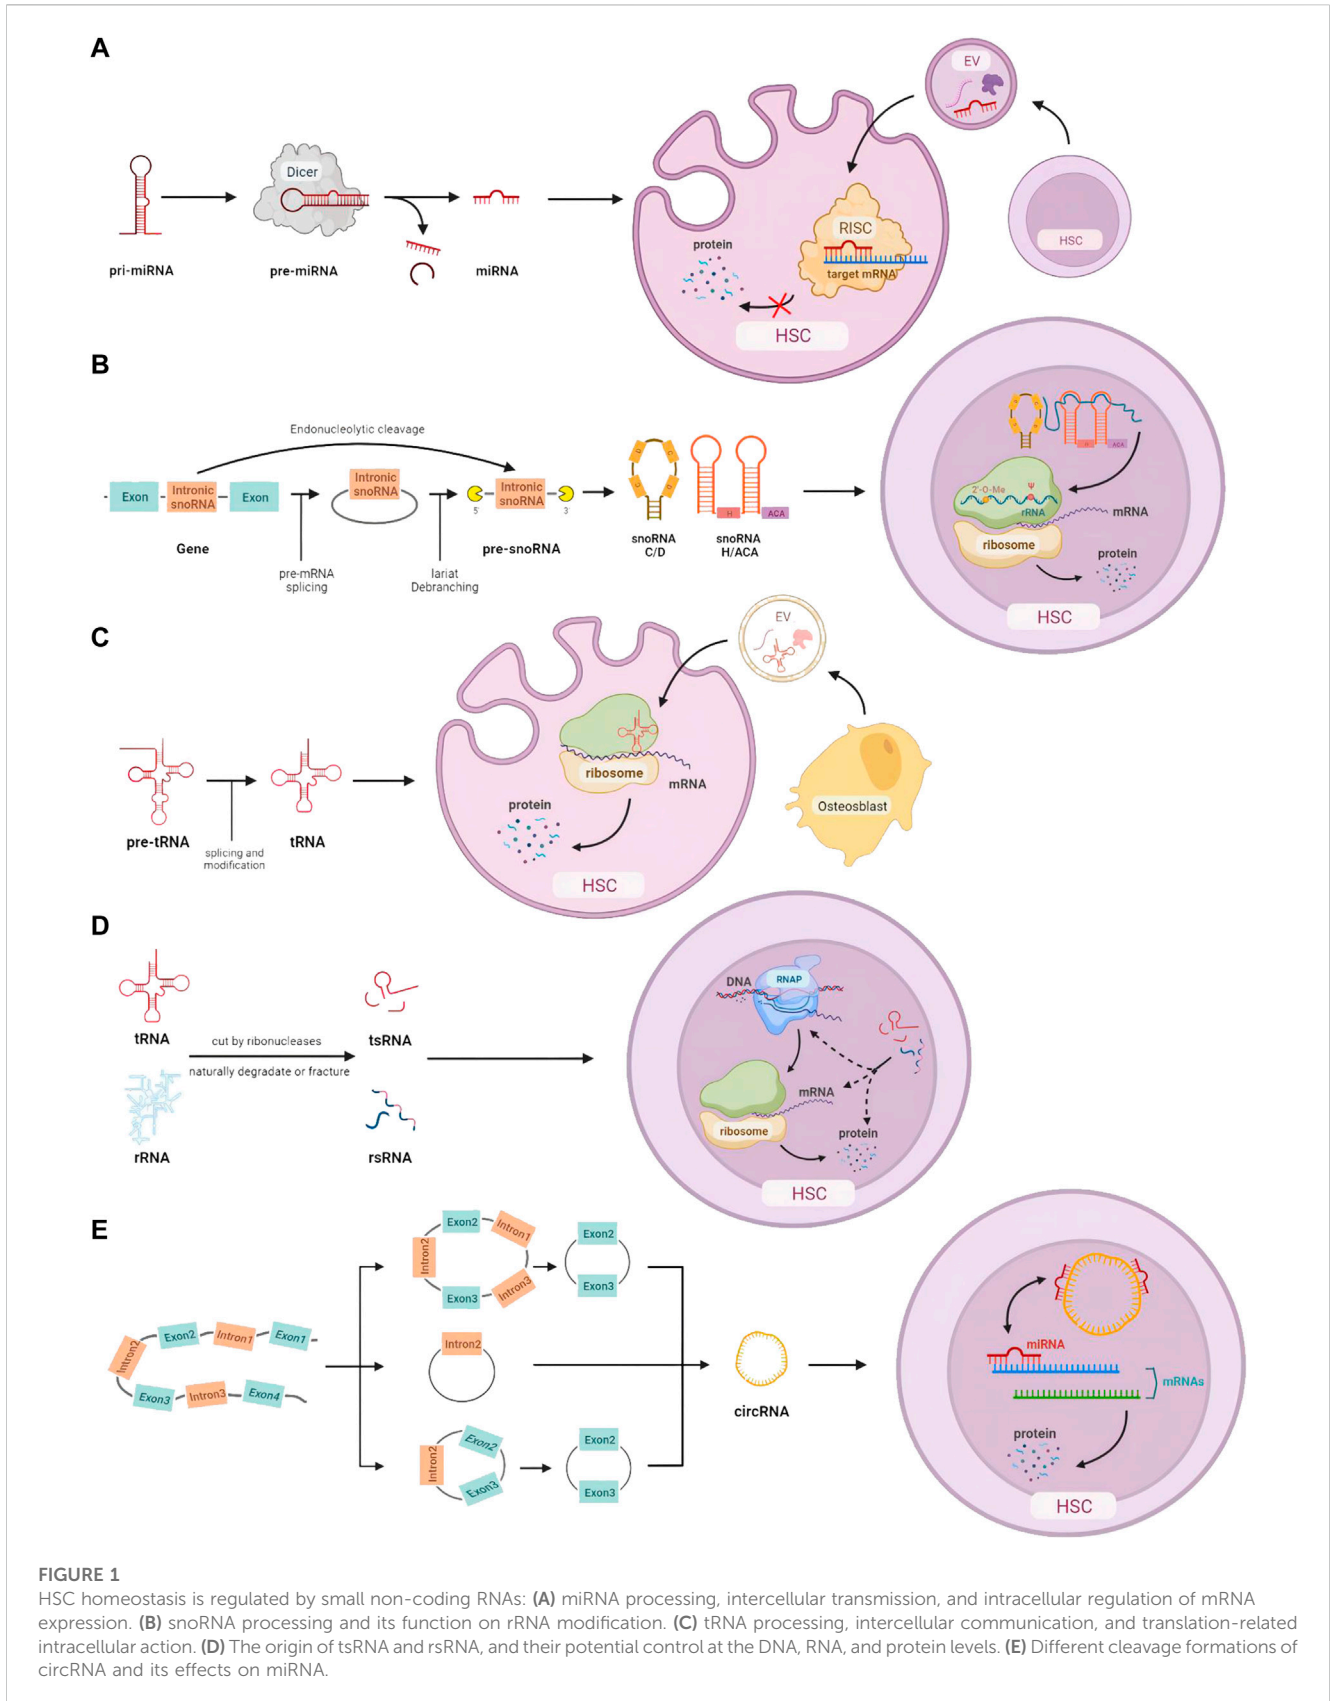 A
EV
Dicer
HSC
RISC
protein
target mRNA
pri-miRNA
pre-miRNA
miRNA
HSC
B
Endonucleolytic cleavage
Exon
Intronic
snoRNA
Exon
Intronic
snoRNA
Intronic
snoRNA
5'
3'
D
C
D
C
H
ACA
H
ACA
2'-O-Me
Ψ
rRNA
mRNA
ribosome
protein
Gene
pre-snoRNA
snoRNA
C/D
snoRNA
H/ACA
pre-mRNA
splicing
lariat
Debranching
HSC
C
EV
ribosome
mRNA
protein
Osteosblast
pre-tRNA
splicing and
modification
tRNA
HSC
D
DNA
RNAP
tRNA
cut by ribonucleases
tsRNA
naturally degradate or fracture
mRNA
ribosome
protein
rRNA
rsRNA
HSC
E
Exon2
Intron1
Intron2
Exon3
Intron3
Exon2
Exon3
Intron2
Exon2
Intron1
Exon1
Exon3
Intron3
Exon4
Intron2
circRNA
miRNA
mRNAs
protein
Intron2
Exon2
Exon3
Exon2
Exon3
HSC
FIGURE 1
HSC homeostasis is regulated by small non-coding RNAs: (A) miRNA processing, intercellular transmission, and intracellular regulation of mRNA
expression. (B) snoRNA processing and its function on rRNA modification. (C) tRNA processing, intercellular communication, and translation-related
intracellular action. (D) The origin of tsRNA and rsRNA, and their potential control at the DNA, RNA, and protein levels. (E) Different cleavage formations of
circRNA and its effects on miRNA.